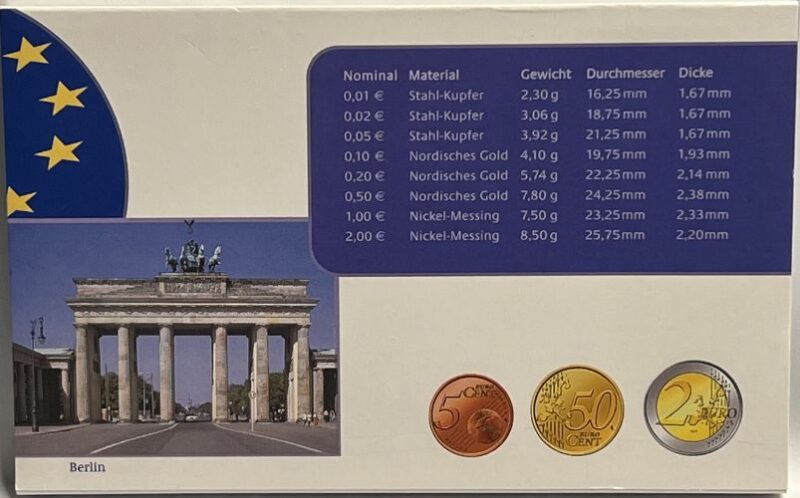 Nominal Material Gewicht Durchmesser Dicke
0,01 € Stahl-Kupfer 2,30 g 16,25 mm 1,67 mm
0,02 € Stahl-Kupfer 3,06 g 18,75 mm 1,67 mm
0,05 € Stahl-Kupfer 3,92 g 21,25 mm 1,67 mm
0,10 € Nordisches Gold 4,10 g 19,75 mm 1,93 mm
0,20 € Nordisches Gold 5,74 g 22,25 mm 2,14 mm
0,50 € Nordisches Gold 7,80 g 24,25 mm 2,38 mm
1,00 € Nickel-Messing 7,50 g 23,25 mm 2,33 mm
2,00 € Nickel-Messing 8,50 g 25,75 mm 2,20 mm
5 EURO CENT
50 EURO CENT
2 EURO
Berlin